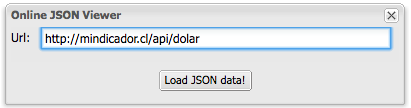 Online JSON Viewer
Url: http://mindicador.cl/api/dolar
Load JSON data!